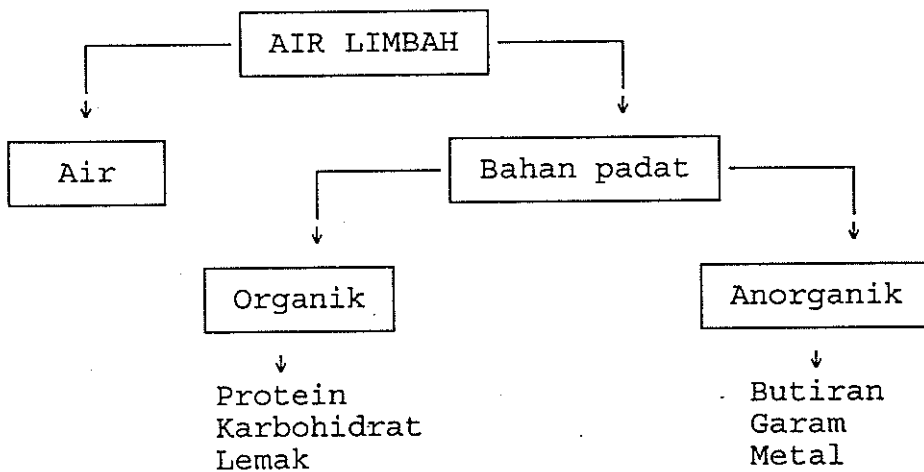 AIR LIMBAH
Air
Bahan padat
Organik
Anorganik
Protein
Karbohidrat
Lemak
Butiran
Garam
Metal